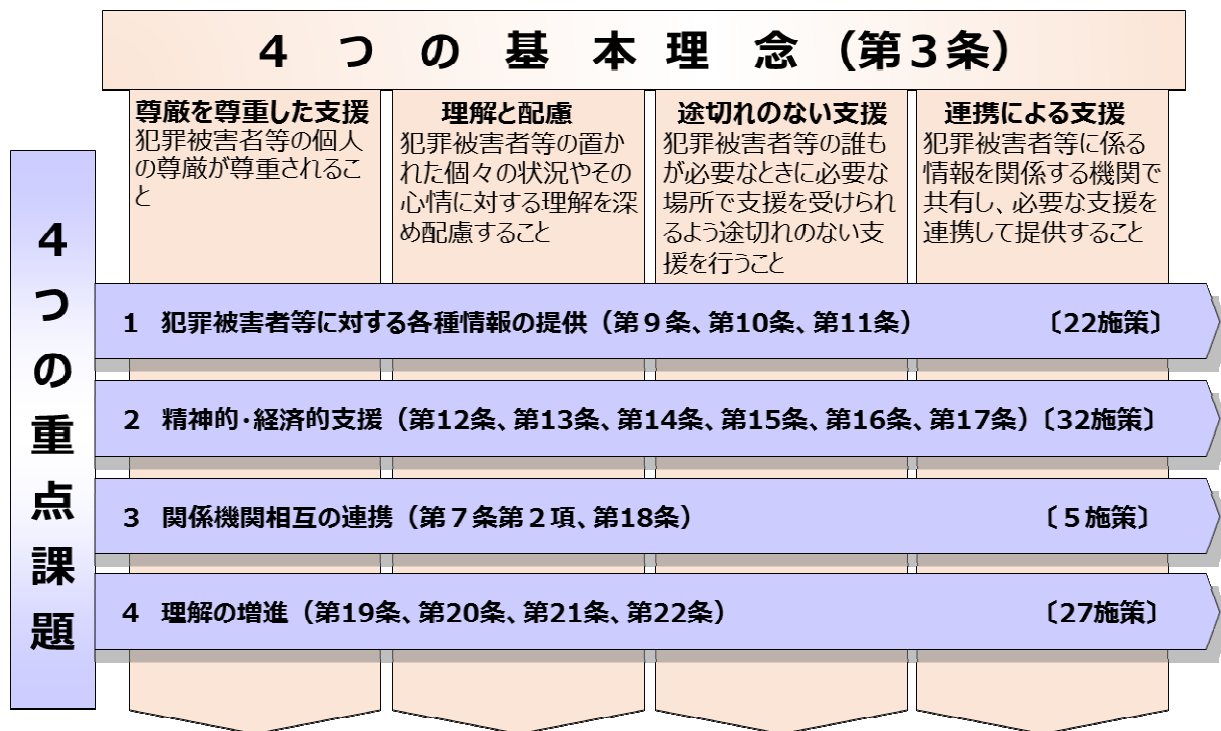 ４つの基本理念（第３条）
尊厳を尊重した支援
犯罪被害者等の個人
の尊厳が尊重されるこ
と
理解と配慮
犯罪被害者等の置か
れた個々の状況やその
心情に対する理解を深
め配慮すること
途切れのない支援
犯罪被害者等の誰も
が必要なときに必要な
場所で支援を受けられ
るよう途切れのない支
援を行うこと
連携による支援
犯罪被害者等に係る
情報を関係する機関で
共有し、必要な支援を
連携して提供すること
４つの重点課題
1 犯罪被害者等に対する各種情報の提供（第９条、第10条、第11条） 〔22施策〕
2 精神的・経済的支援（第12条、第13条、第14条、第15条、第16条、第17条）〔32施策〕
3 関係機関相互の連携（第７条第２項、第18条） 〔５施策〕
4 理解の増進（第19条、第20条、第21条、第22条） 〔27施策〕